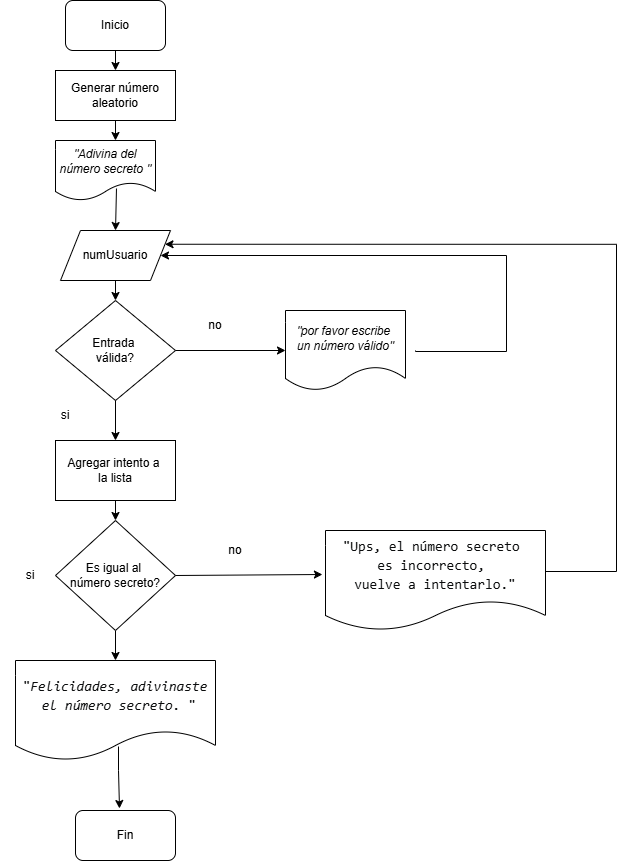 Inicio
Generar número
aleatorio
"Adivina del
número secreto "
numUsuario
Entrada
válida?
no
"por favor escribe
un número válido"
si
Agregar intento a
la lista
Es igual al
número secreto?
no
si
"Ups, el número secreto
es incorrecto,
vuelve a intentarlo."
"Felicidades, adivinaste
el número secreto. "
Fin